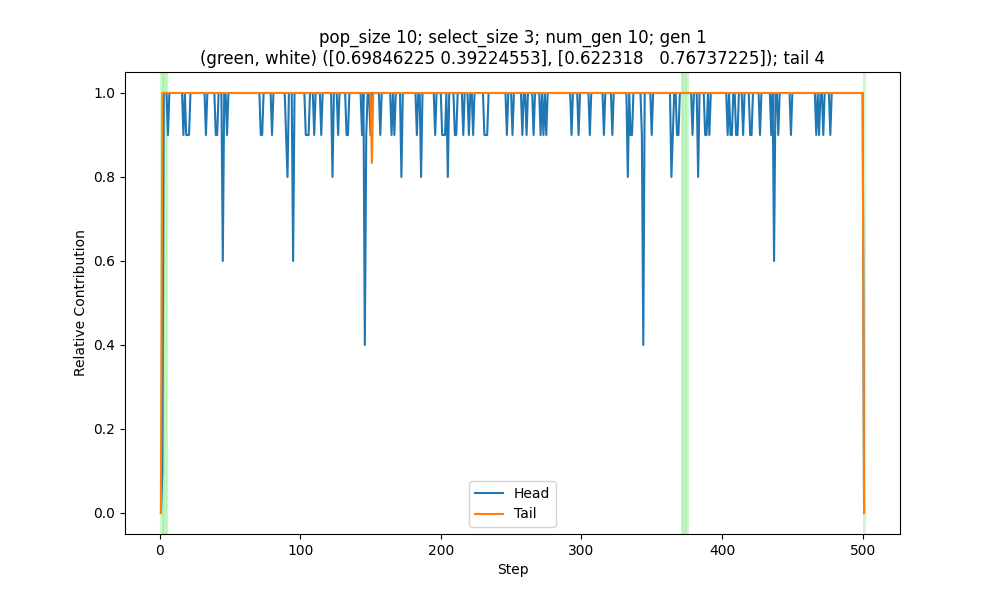 pop_size 10; select_size 3; num_gen 10; gen 1
(green, white) ([0.69846225 0.39224553], [0.622318   0.76737225]); tail 4
1.0
0.8
0.6
0.4
0.2
0.0
Relative Contribution
Head
Tail
0
100
200
300
400
500
Step